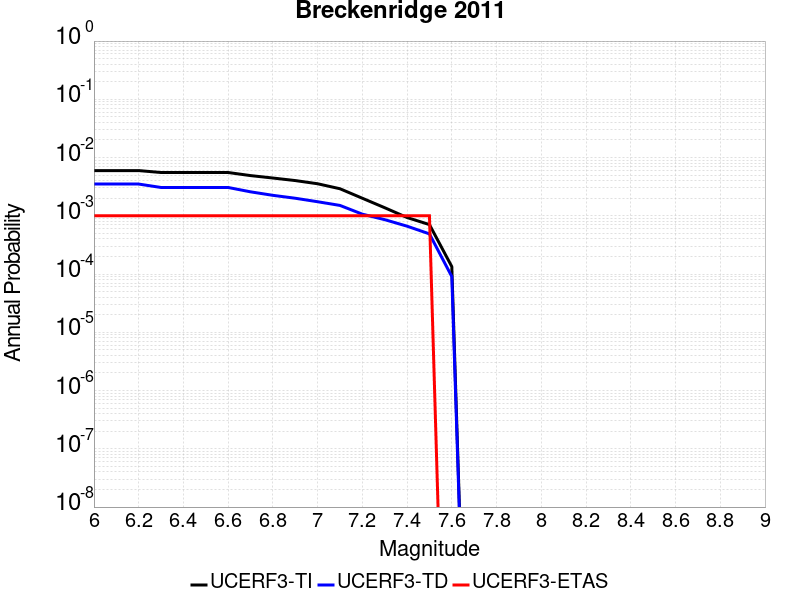 Breckenridge 2011
10^0
10^-1
10^-2
10^-3
10^-4
10^-5
10^-6
10^-7
10^-8
Annual Probability
6 6.2 6.4 6.6 6.8 7 7.2 7.4 7.6 7.8 8 8.2 8.4 8.6 8.8 9
Magnitude
UCERF3-TI UCERF3-TD UCERF3-ETAS